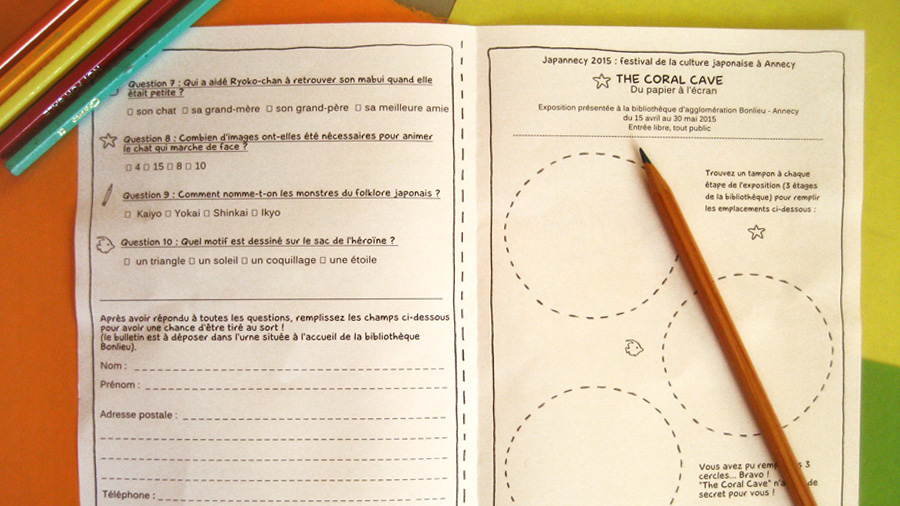 Question 7 : Qui a aidé Ryoko-chan à retrouver son mabui quand elle
était petite ?
□ son chat □ sa grand-mère □ son grand-père □ sa meilleure amie
Question 8 : Combien d'images ont-elles été nécessaires pour animer
le chat qui marche de face ?
□ 4 □ 15 □ 8 □ 10
Question 9 : Comment nomme-t-on les monstres du folklore japonais ?
□ Kaiyo □ Yokai □ Shinkai □ Ikyo
Question 10 : Quel motif est dessiné sur le sac de l'héroïne ?
□ un triangle □ un soleil □ un coquillage □ une étoile
Après avoir répondu à toutes les questions, remplissez les champs ci-dessous
pour avoir une chance d'être tiré au sort !
(le bulletin est à déposer dans l'urne située à l'accueil de la bibliothèque
Bonlieu).
Nom :
Prénom :
Adresse postale :
Téléphone :
Japannecy 2015 : festival de la culture japonaise à Annecy
THE CORAL CAVE
Du papier à l'écran
Exposition présentée à la bibliothèque d'agglomération Bonlieu - Annecy
du 15 avril au 30 mai 2015
Entrée libre, tout public
Trouvez un tampon à chaque
étape de l'exposition (3 étages
de la bibliothèque) pour remplir
les emplacements ci-dessous :
Vous avez pu 3
cercles... Bravo !
"The Coral Cave" de
secret pour vous !